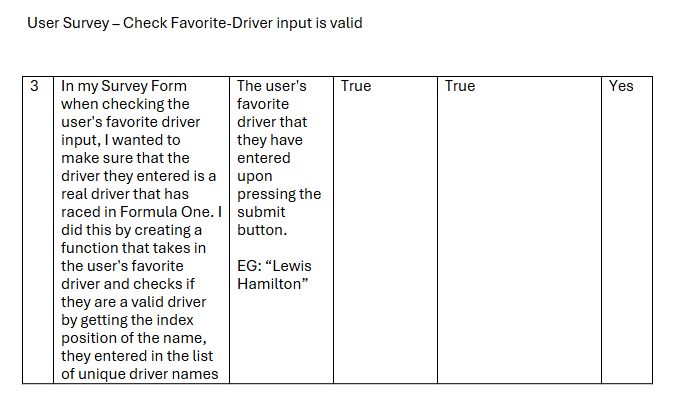 User Survey – Check Favorite-Driver input is valid
3
In my Survey Form
when checking the
user's favorite driver
input, I wanted to
make sure that the
driver they entered is a
real driver that has
raced in Formula One. I
did this by creating a
function that takes in
the user's favorite
driver and checks if
they are a valid driver
by getting the index
position of the name,
they entered in the list
of unique driver names
The user's
favorite
driver that
they have
entered
upon
pressing the
submit
button.
EG: “Lewis
Hamilton”
True
True
Yes